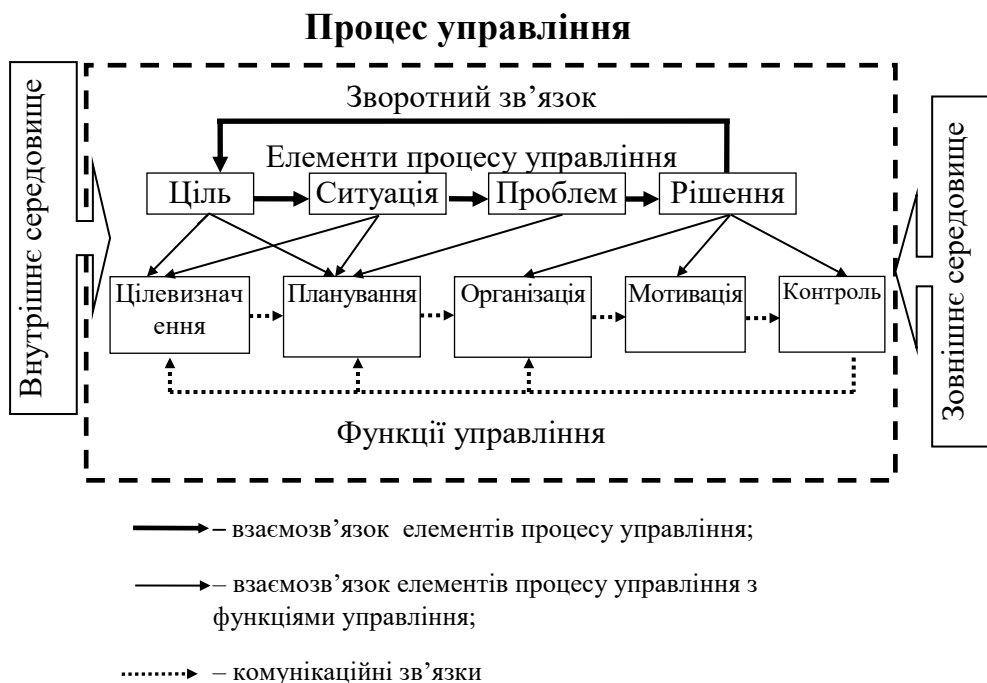 Процес управління
Внутрішнє середовище
Зворотний зв’язок
Елементи процесу управління
Ціль
Ситуація
Проблем
Рішення
Цілевизнач
ення
Планування
Організація
Мотивація
Контроль
Функції управління
Зовнішнє середовище
– взаємозв'язок елементів процесу управління;
– взаємозв'язок елементів процесу управління з
функціями управління;
– комунікаційні зв’язки